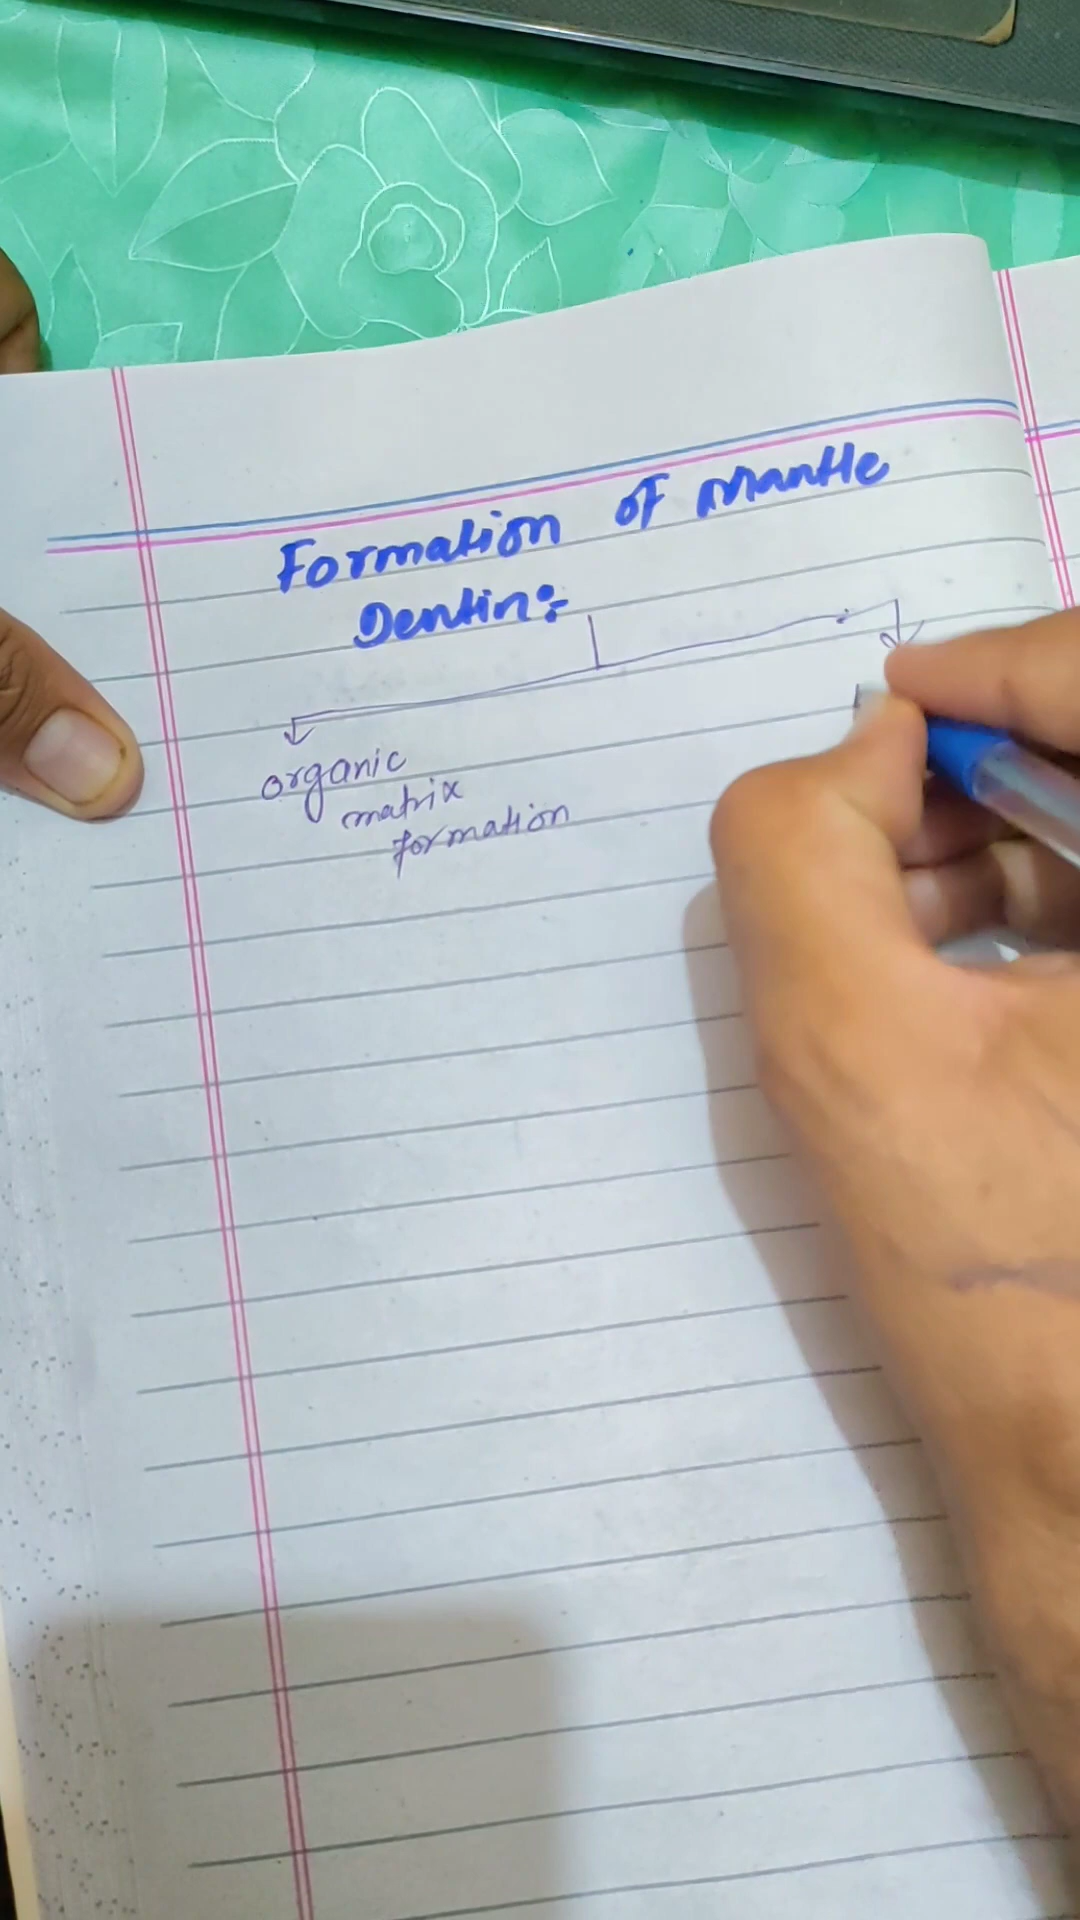 Formation of Mantle
Dentin:-
organic
matrix
formation